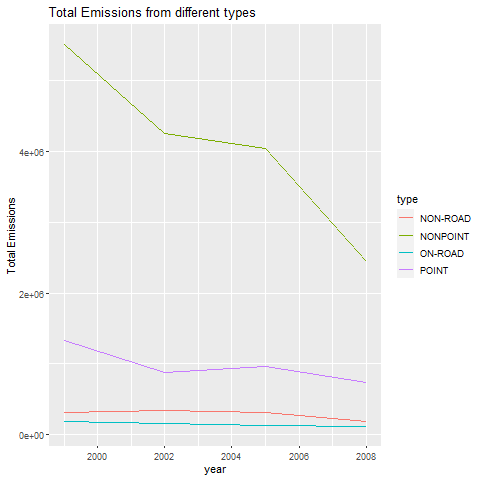 Total Emissions from different types
Total Emissions
4e+06
2e+06
0e+00
2000 2002 2004 2006 2008
year
type
NON-ROAD
NONPOINT
ON-ROAD
POINT